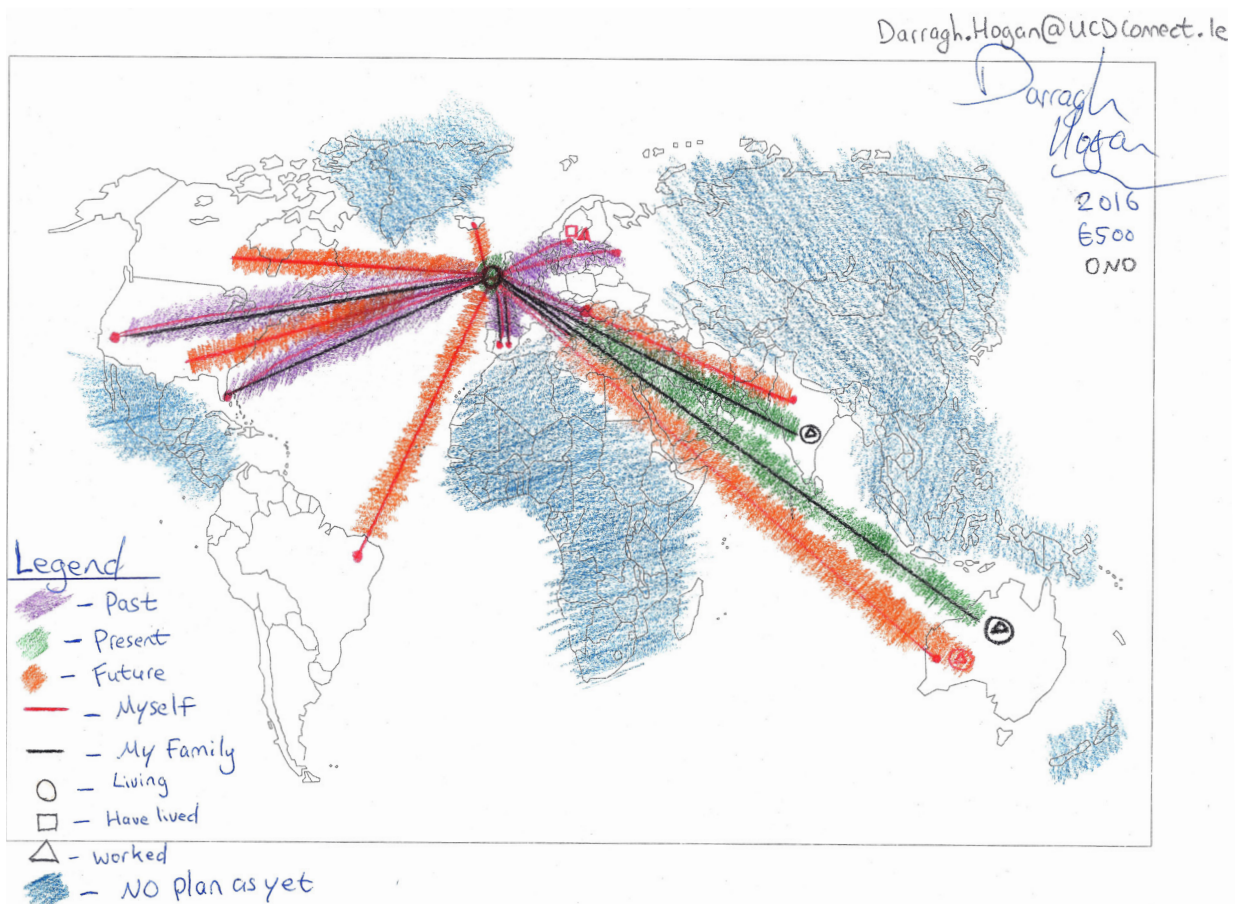 Darragh.Hogan@UCDConnect.ie
Darragh
Hogan
2016
€500
ONO
Legend
- Past
- Present
- Future
- Myself
- My Family
- Living
- Have lived
- worked
- NO plan as yet